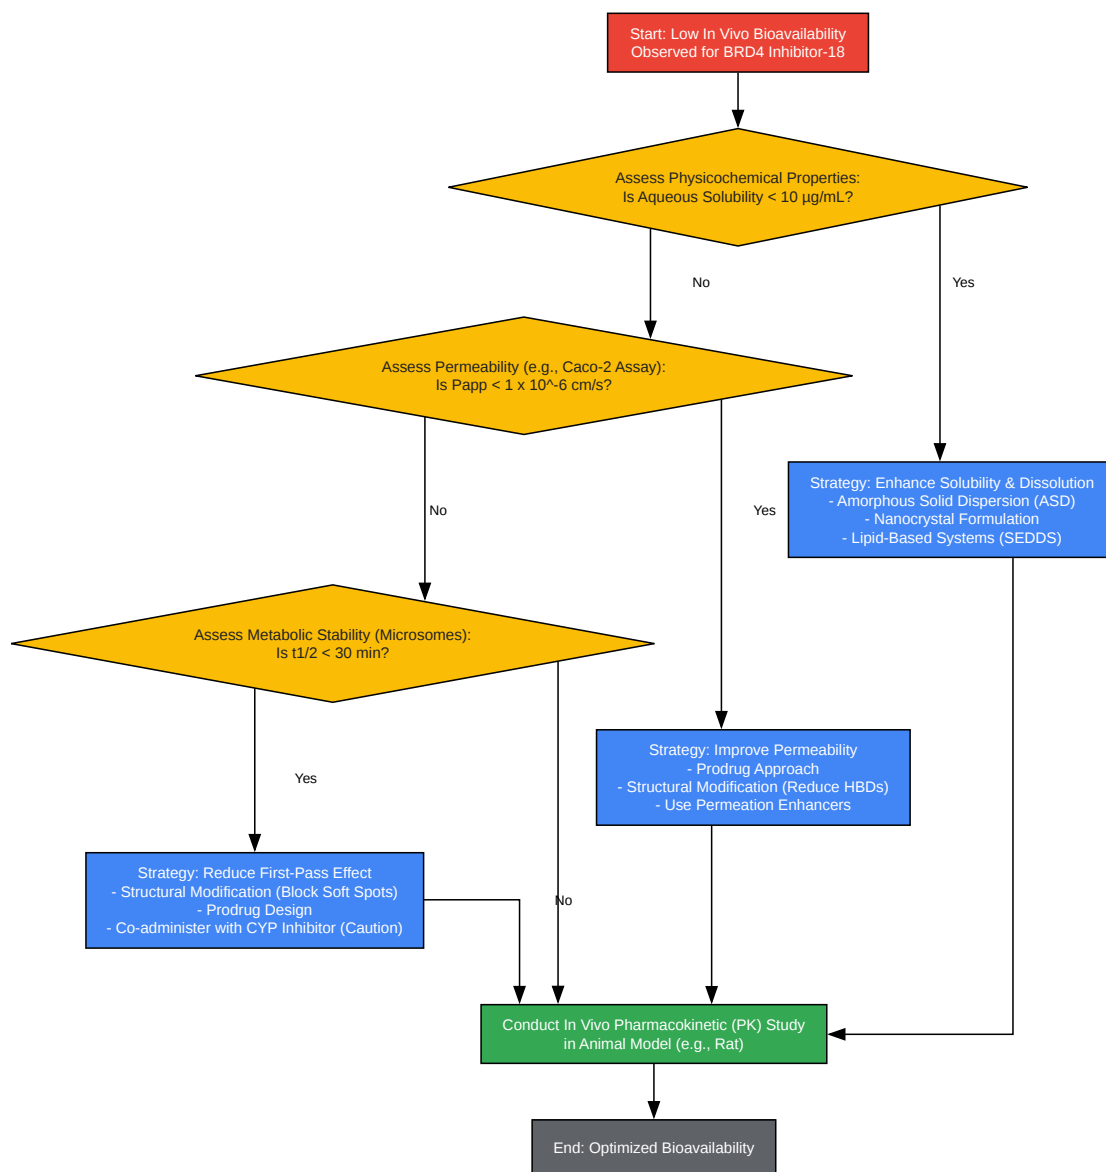 Start: Low In Vivo Bioavailability
Observed for BRD4 Inhibitor-18
Assess Physicochemical Properties:
Is Aqueous Solubility < 10 µg/mL?
No
Yes
Assess Permeability (e.g., Caco-2 Assay):
Is Papp < 1 x 10^-6 cm/s?
No
Yes
Strategy: Enhance Solubility & Dissolution
- Amorphous Solid Dispersion (ASD)
- Nanocrystal Formulation
- Lipid-Based Systems (SEDDS)
Assess Metabolic Stability (Microsomes):
Is t1/2 < 30 min?
Yes
No
Strategy: Improve Permeability
- Prodrug Approach
- Structural Modification (Reduce HBDs)
- Use Permeation Enhancers
Strategy: Reduce First-Pass Effect
- Structural Modification (Block Soft Spots)
- Prodrug Design
- Co-administer with CYP Inhibitor (Caution)
Conduct In Vivo Pharmacokinetic (PK) Study
in Animal Model (e.g., Rat)
End: Optimized Bioavailability